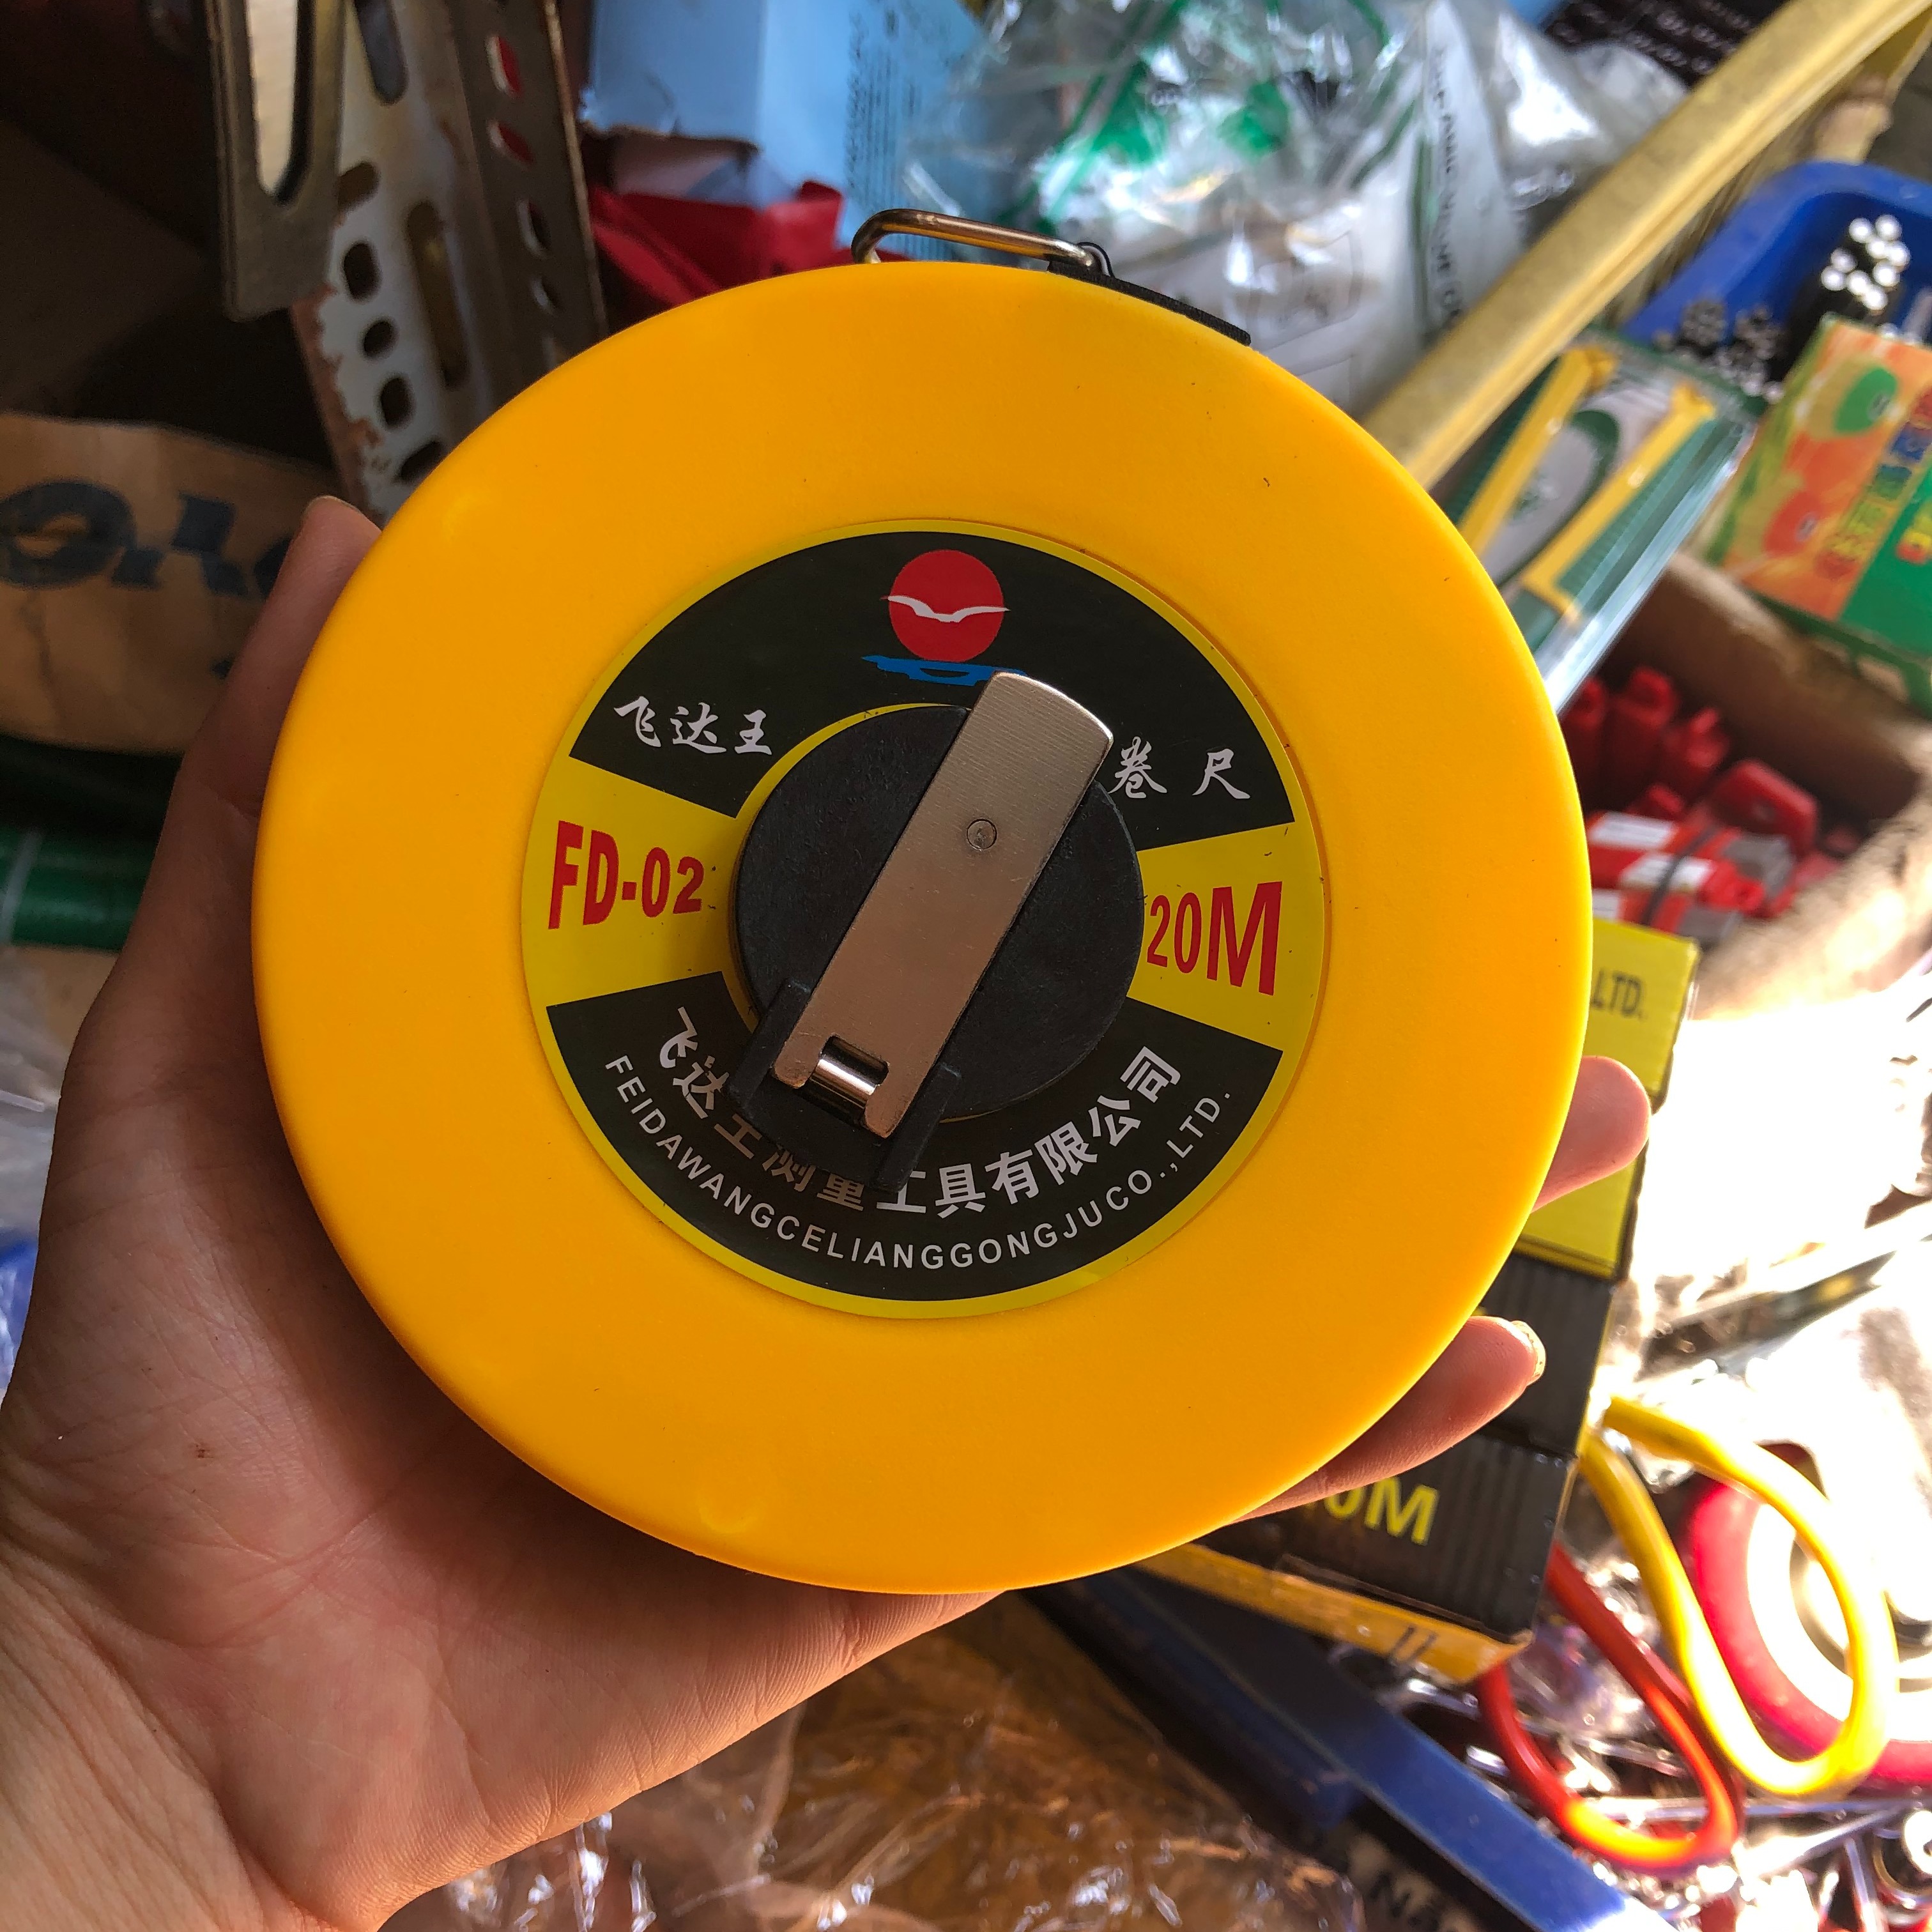 飞达王
卷尺
FD-02
20M
飞达王测量工具有限公司
FEIDAWANGCELIANGGONGJUCO.,LTD.
LTD.